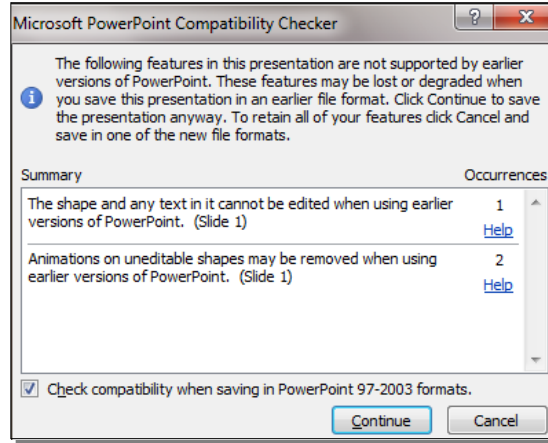 Microsoft PowerPoint Compatibility Checker
The following features in this presentation are not supported by earlier
versions of PowerPoint. These features may be lost or degraded when
you save this presentation in an earlier file format. Click Continue to save
the presentation anyway. To retain all of your features click Cancel and
save in one of the new file formats.
Summary Occurrences
The shape and any text in it cannot be edited when using earlier 1
versions of PowerPoint. (Slide 1) Help
Animations on uneditable shapes may be removed when using 2
earlier versions of PowerPoint. (Slide 1) Help
Check compatibility when saving in PowerPoint 97-2003 formats.
Continue Cancel